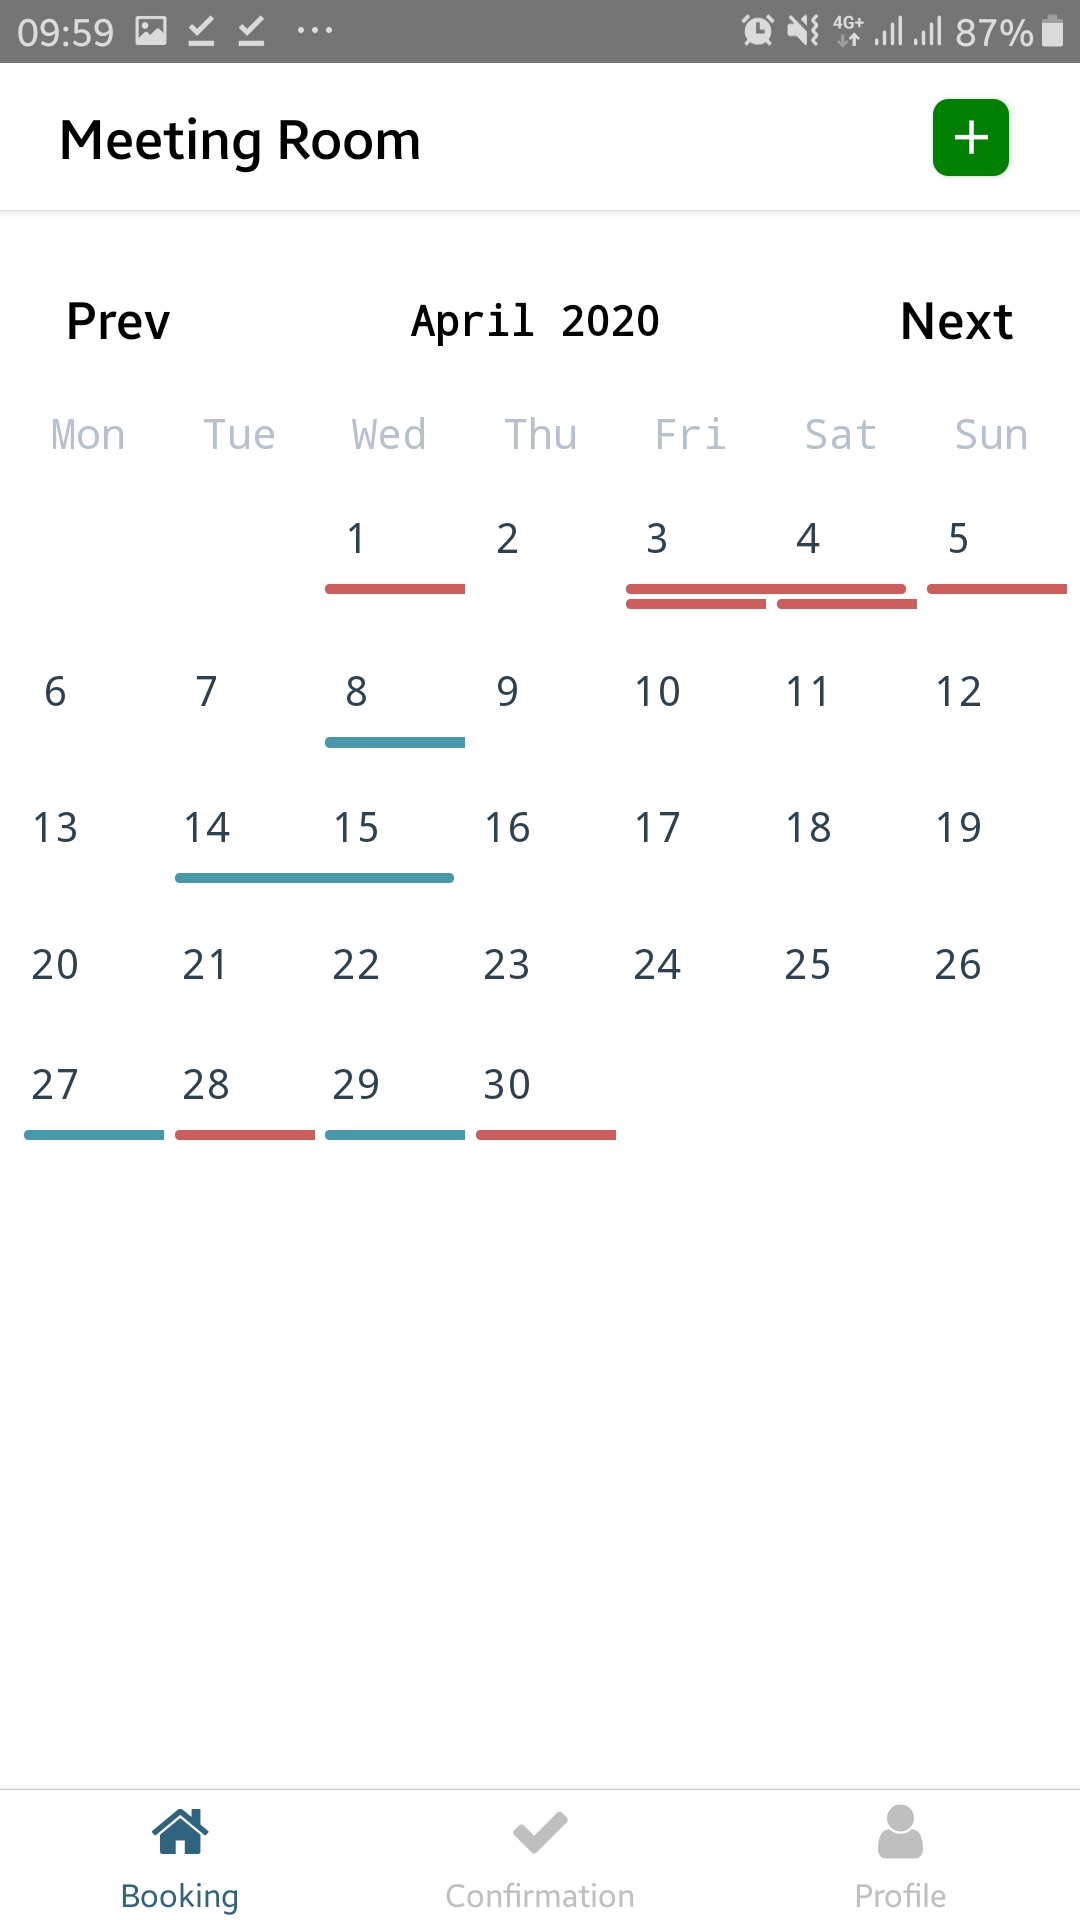 09:59 ... 4G+ 87%
Meeting Room +
Prev April 2020 Next
Mon Tue Wed Thu Fri Sat Sun
1 2 3 4 5
6 7 8 9 10 11 12
13 14 15 16 17 18 19
20 21 22 23 24 25 26
27 28 29 30
Booking Confirmation Profile